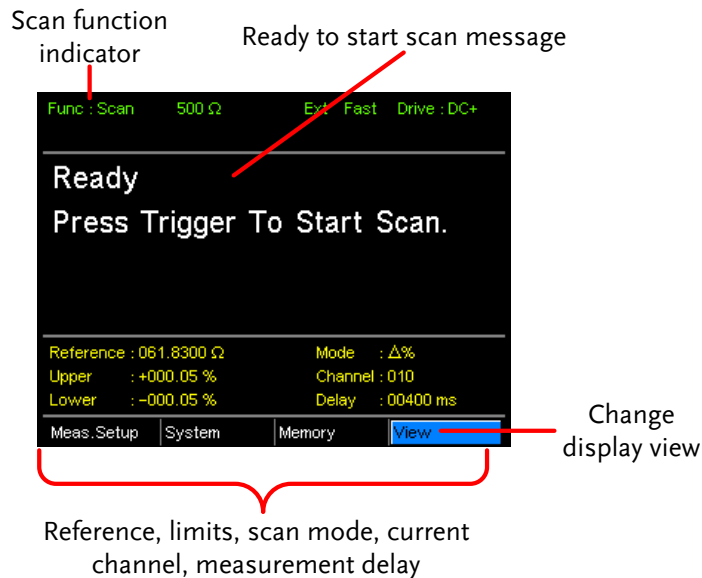 Scan function
indicator
Ready to start scan message
Func : Scan 500 Ω Ext Fast Drive : DC+
Ready
Press Trigger To Start Scan.
Reference : 061.8300 Ω Mode : Δ%
Upper : +000.05 % Channel : 010
Lower : −000.05 % Delay : 00400 ms
Meas.Setup System Memory View
Change
display view
Reference, limits, scan mode, current
channel, measurement delay